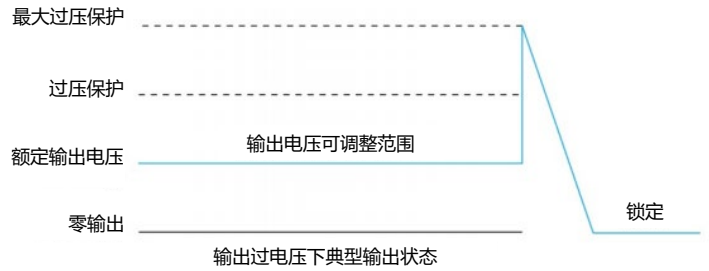 最大过压保护
过压保护
输出电压可调整范围
额定输出电压
锁定
零输出
输出过电压下典型输出状态